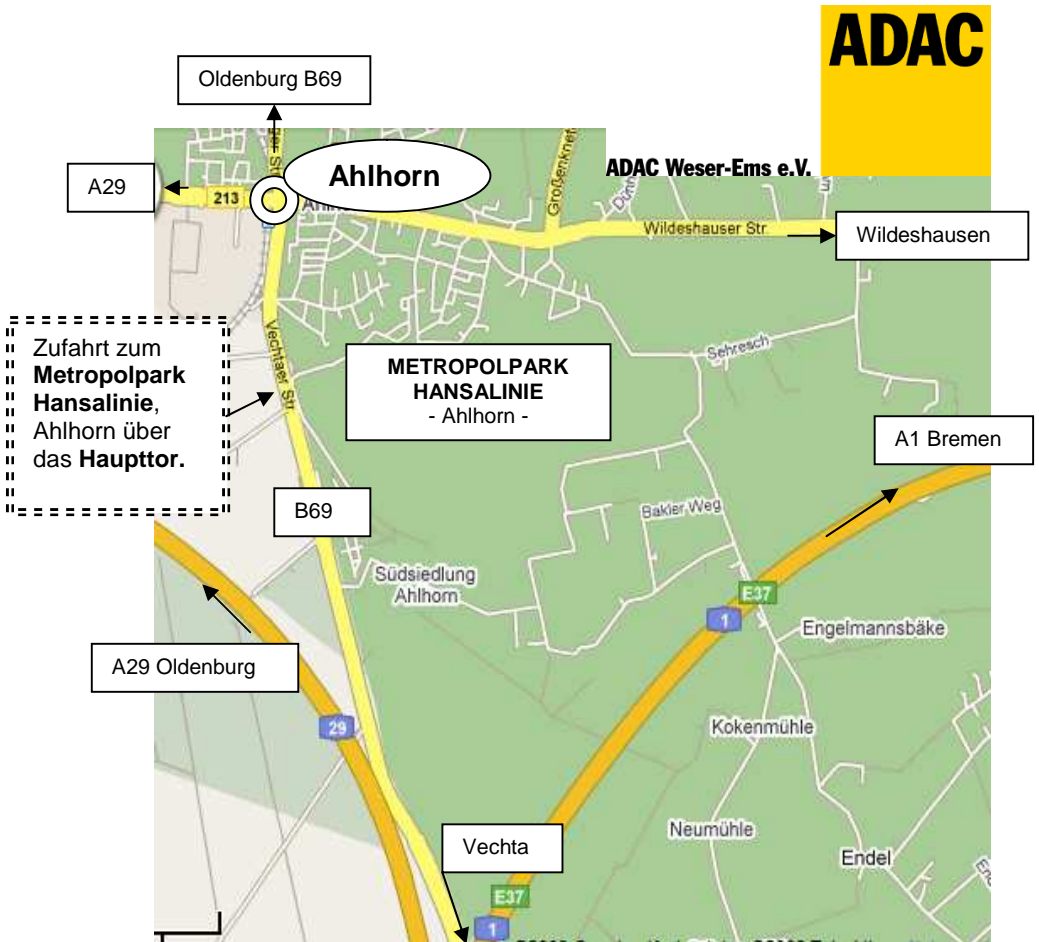 ADAC
Oldenburg B69
ADAC Weser-Ems e.V.
Ahlhorn
A29
213
Wildeshauser Str.
Wildeshausen
Vechtaer Str.
Zufahrt zum
Metropolpark
Hansalinie,
Ahlhorn über
das Haupttor.
METROPOLPARK
HANSALINIE
- Ahlhorn -
Sehresch
A1 Bremen
B69
Bakler Weg
Südsiedlung
Ahlhorn
E37
1
Engelmannsbäke
A29 Oldenburg
29
Kokenmühle
Neumühle
Vechta
Endel
E37
1